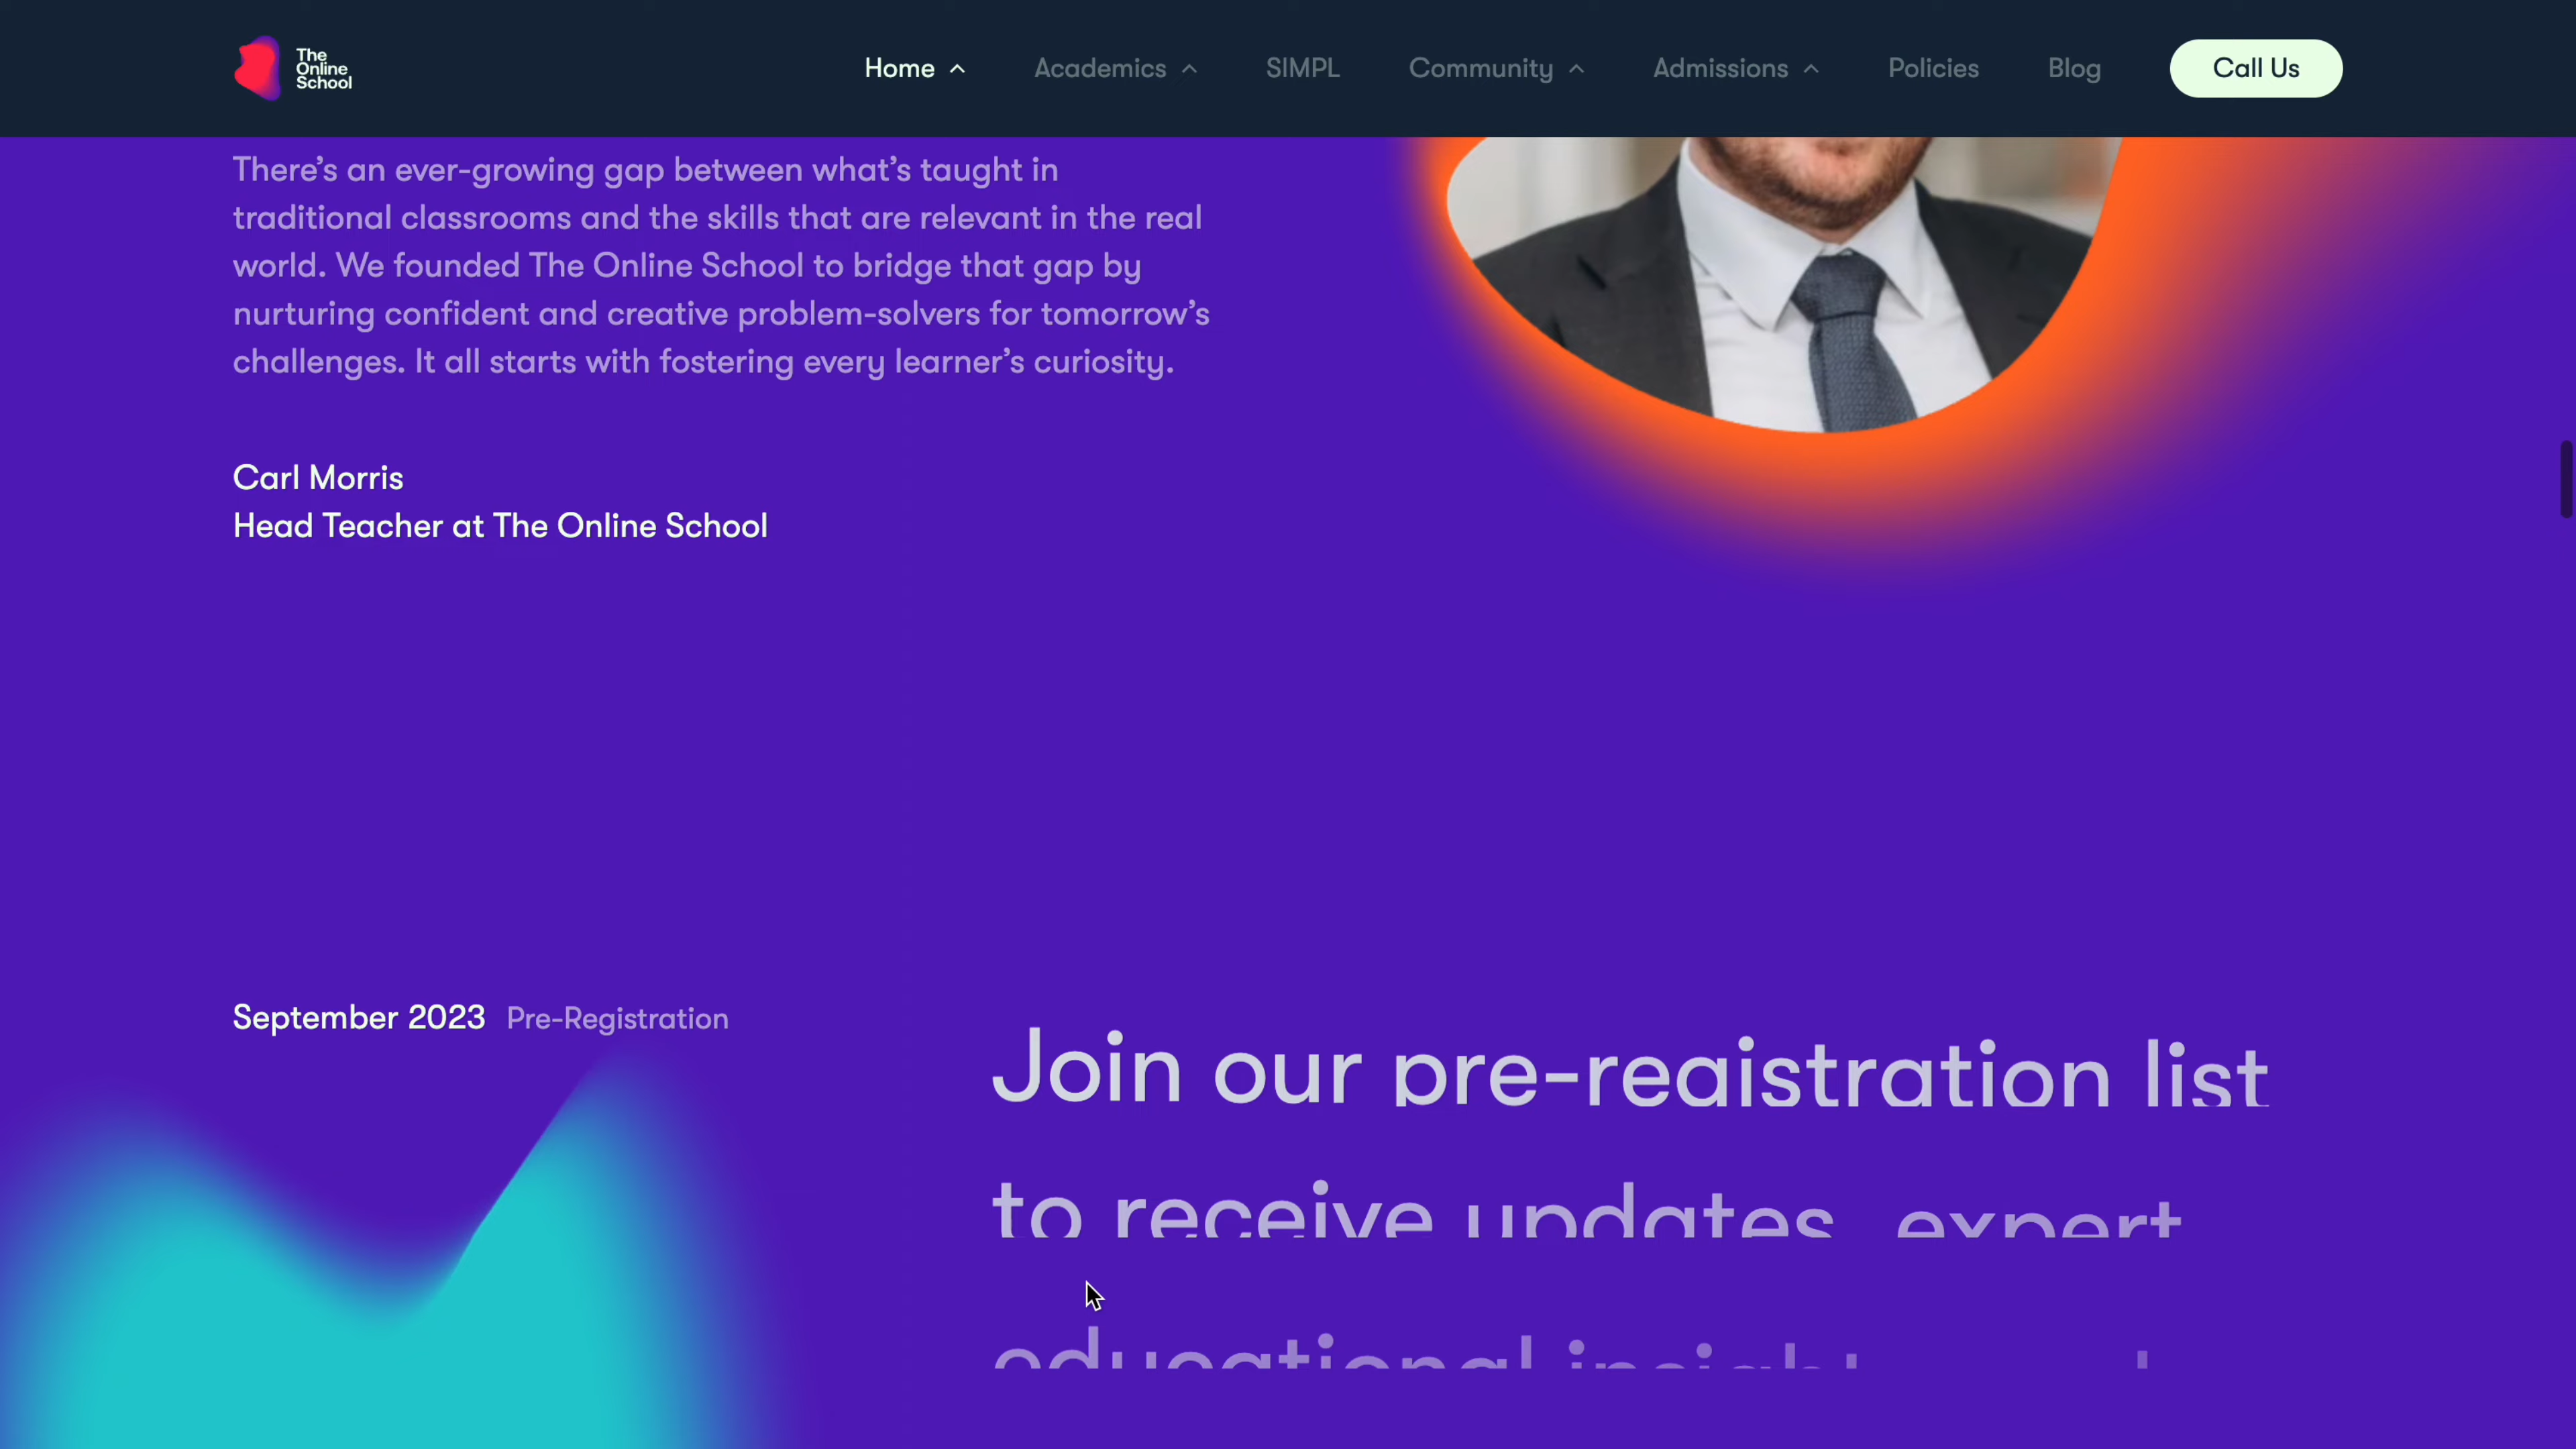 The
Online
School
Home
Academics
SIMPL
Community
Admissions
Policies
Blog
Call Us
There’s an ever-growing gap between what’s taught in
traditional classrooms and the skills that are relevant in the real
world. We founded The Online School to bridge that gap by
nurturing confident and creative problem-solvers for tomorrow’s
challenges. It all starts with fostering every learner’s curiosity.
Carl Morris
Head Teacher at The Online School
September 2023 Pre-Registration
Join our pre-registration list
to receive updates, expert
educational insight